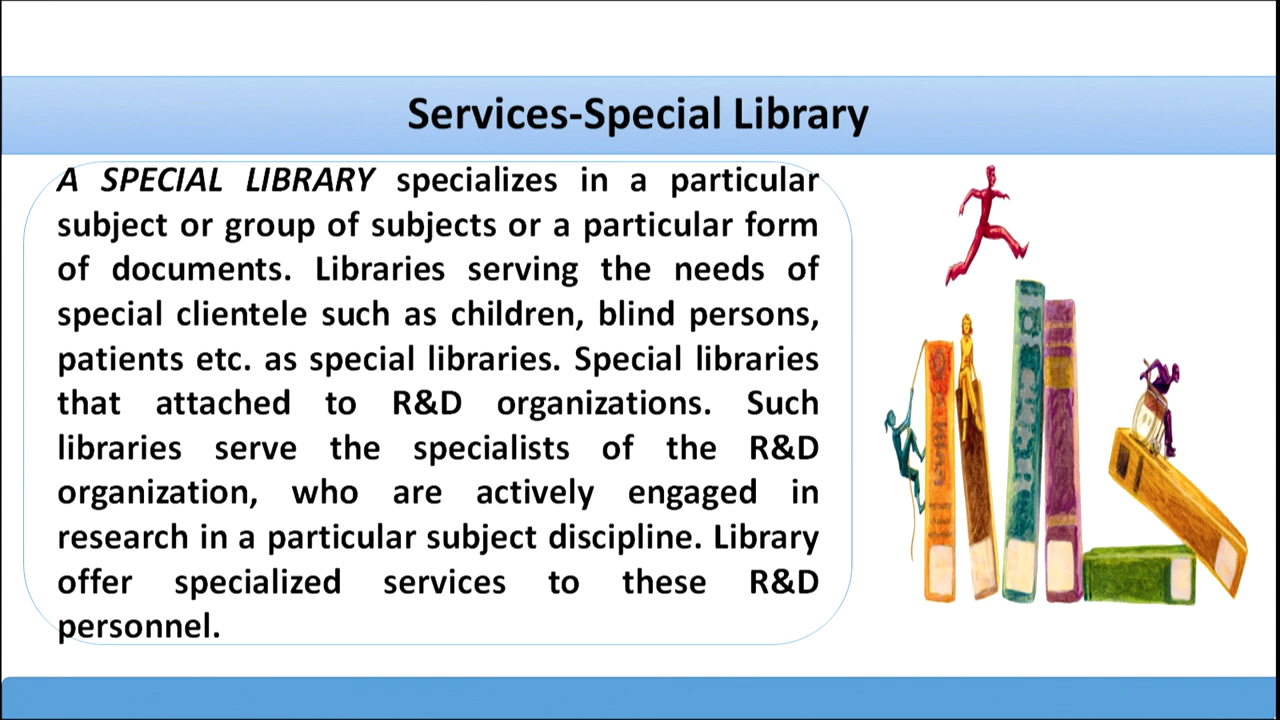 Services-Special Library
A SPECIAL LIBRARY specializes in a particular
subject or group of subjects or a particular form
of documents. Libraries serving the needs of
special clientele such as children, blind persons,
patients etc. as special libraries. Special libraries
that attached to R&D organizations. Such
libraries serve the specialists of the R&D
organization, who are actively engaged in
research in a particular subject discipline. Library
offer specialized services to these R&D
personnel.